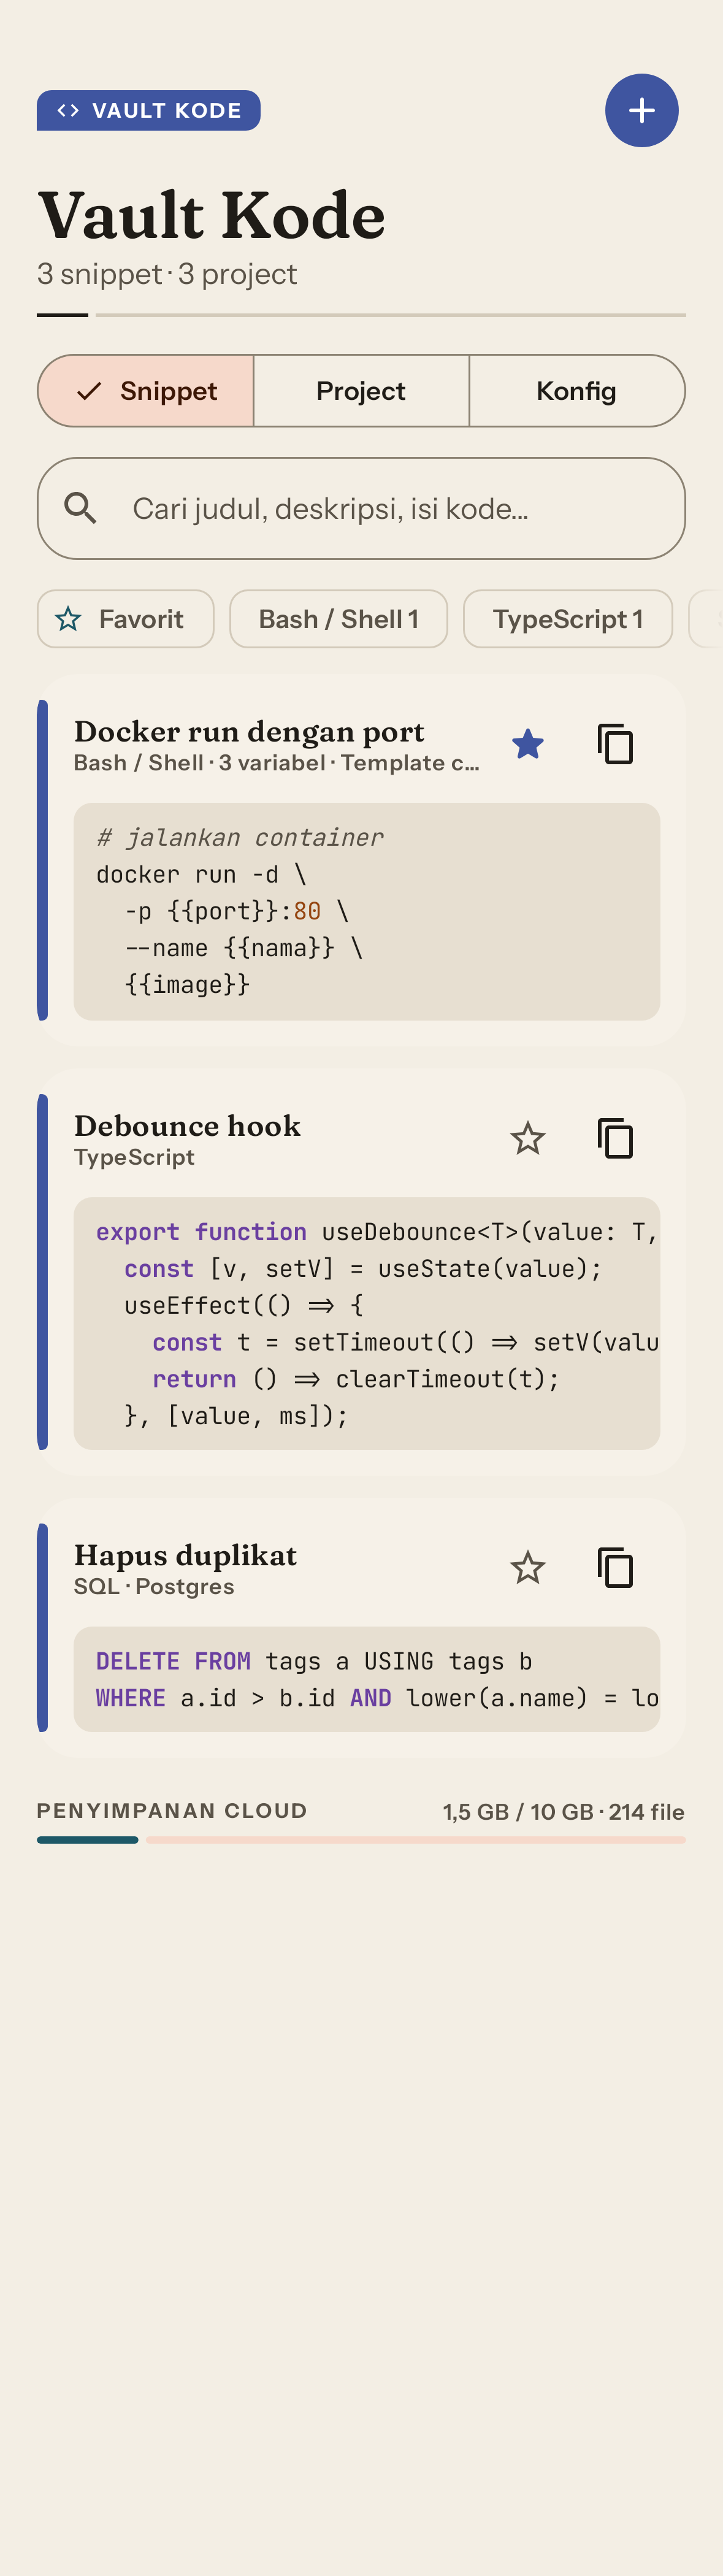 VAULT KODE
Vault Kode
3 snippet · 3 project
Snippet
Project
Konfig
Cari judul, deskripsi, isi kode...
Favorit
Bash / Shell 1
TypeScript 1
Docker run dengan port
Bash / Shell · 3 variabel · Template c...
# jalankan container
docker run -d \
  -p {{port}}:80 \
  --name {{nama}} \
  {{image}}
Debounce hook
TypeScript
export function useDebounce<T>(value: T,
  const [v, setV] = useState(value);
  useEffect(() => {
    const t = setTimeout(() => setV(valu
    return () => clearTimeout(t);
  }, [value, ms]);
Hapus duplikat
SQL · Postgres
DELETE FROM tags a USING tags b
WHERE a.id > b.id AND lower(a.name) = lo
PENYIMPANAN CLOUD
1,5 GB / 10 GB · 214 file